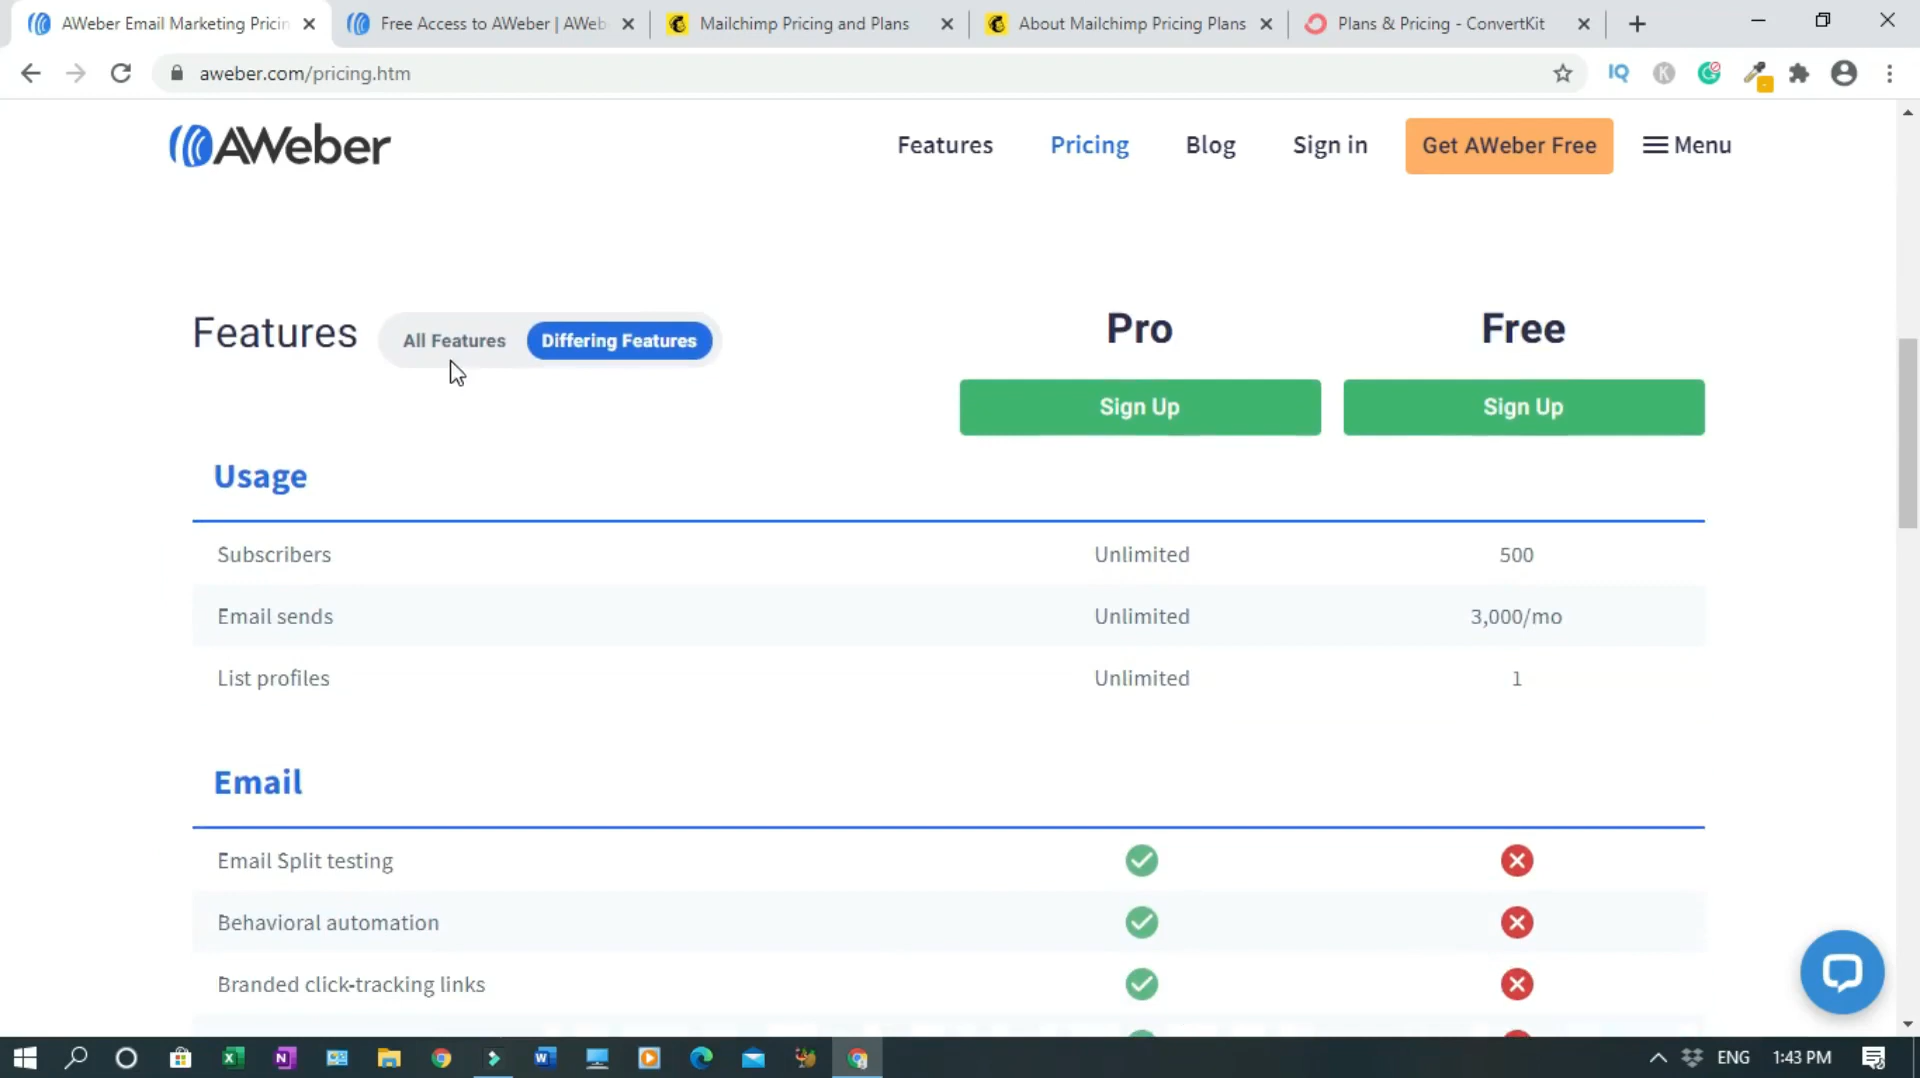 AWeber Email Marketing Pricin
Free Access to AWeber | AWeb
Mailchimp Pricing and Plans
About Mailchimp Pricing Plans
Plans & Pricing - ConvertKit
aweber.com/pricing.htm
IQ
K
AWeber
Features
Pricing
Blog
Sign in
Get AWeber Free
Menu
Features
All Features
Differing Features
Pro
Free
Sign Up
Sign Up
Usage
Subscribers
Unlimited
500
Email sends
Unlimited
3,000/mo
List profiles
Unlimited
1
Email
Email Split testing
Behavioral automation
Branded click-tracking links
ENG
1:43 PM